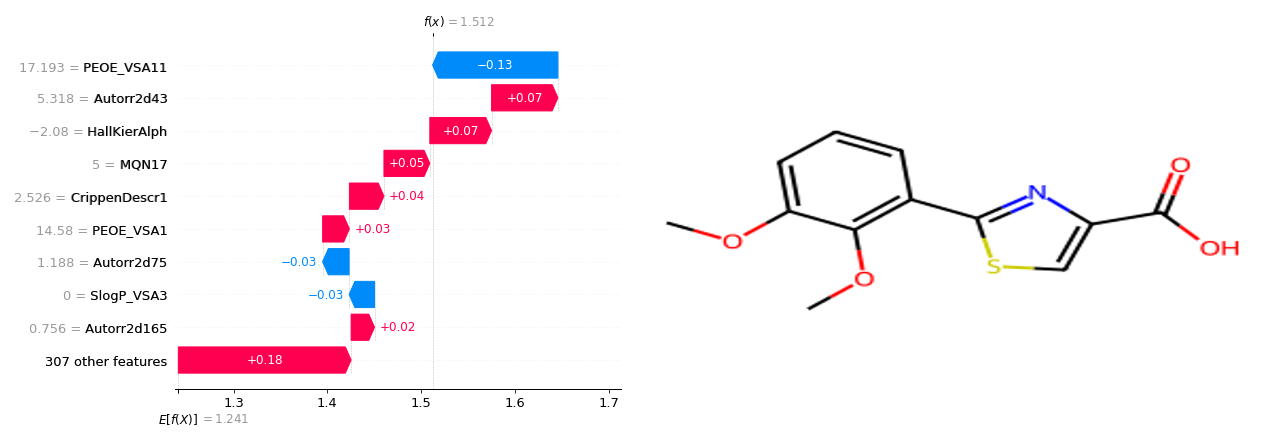 f(x) = 1.512
17.193 = PEOE_VSA11 −0.13
5.318 = Autorr2d43 +0.07
−2.08 = HallKierAlph +0.07
5 = MQN17 +0.05
2.526 = CrippenDescr1 +0.04
14.58 = PEOE_VSA1 +0.03
1.188 = Autorr2d75 −0.03
0 = SlogP_VSA3 −0.03
0.756 = Autorr2d165 +0.02
307 other features +0.18
1.3 1.4 1.5 1.6 1.7
E[f(X)] = 1.241
O
N
OH
O
S
O